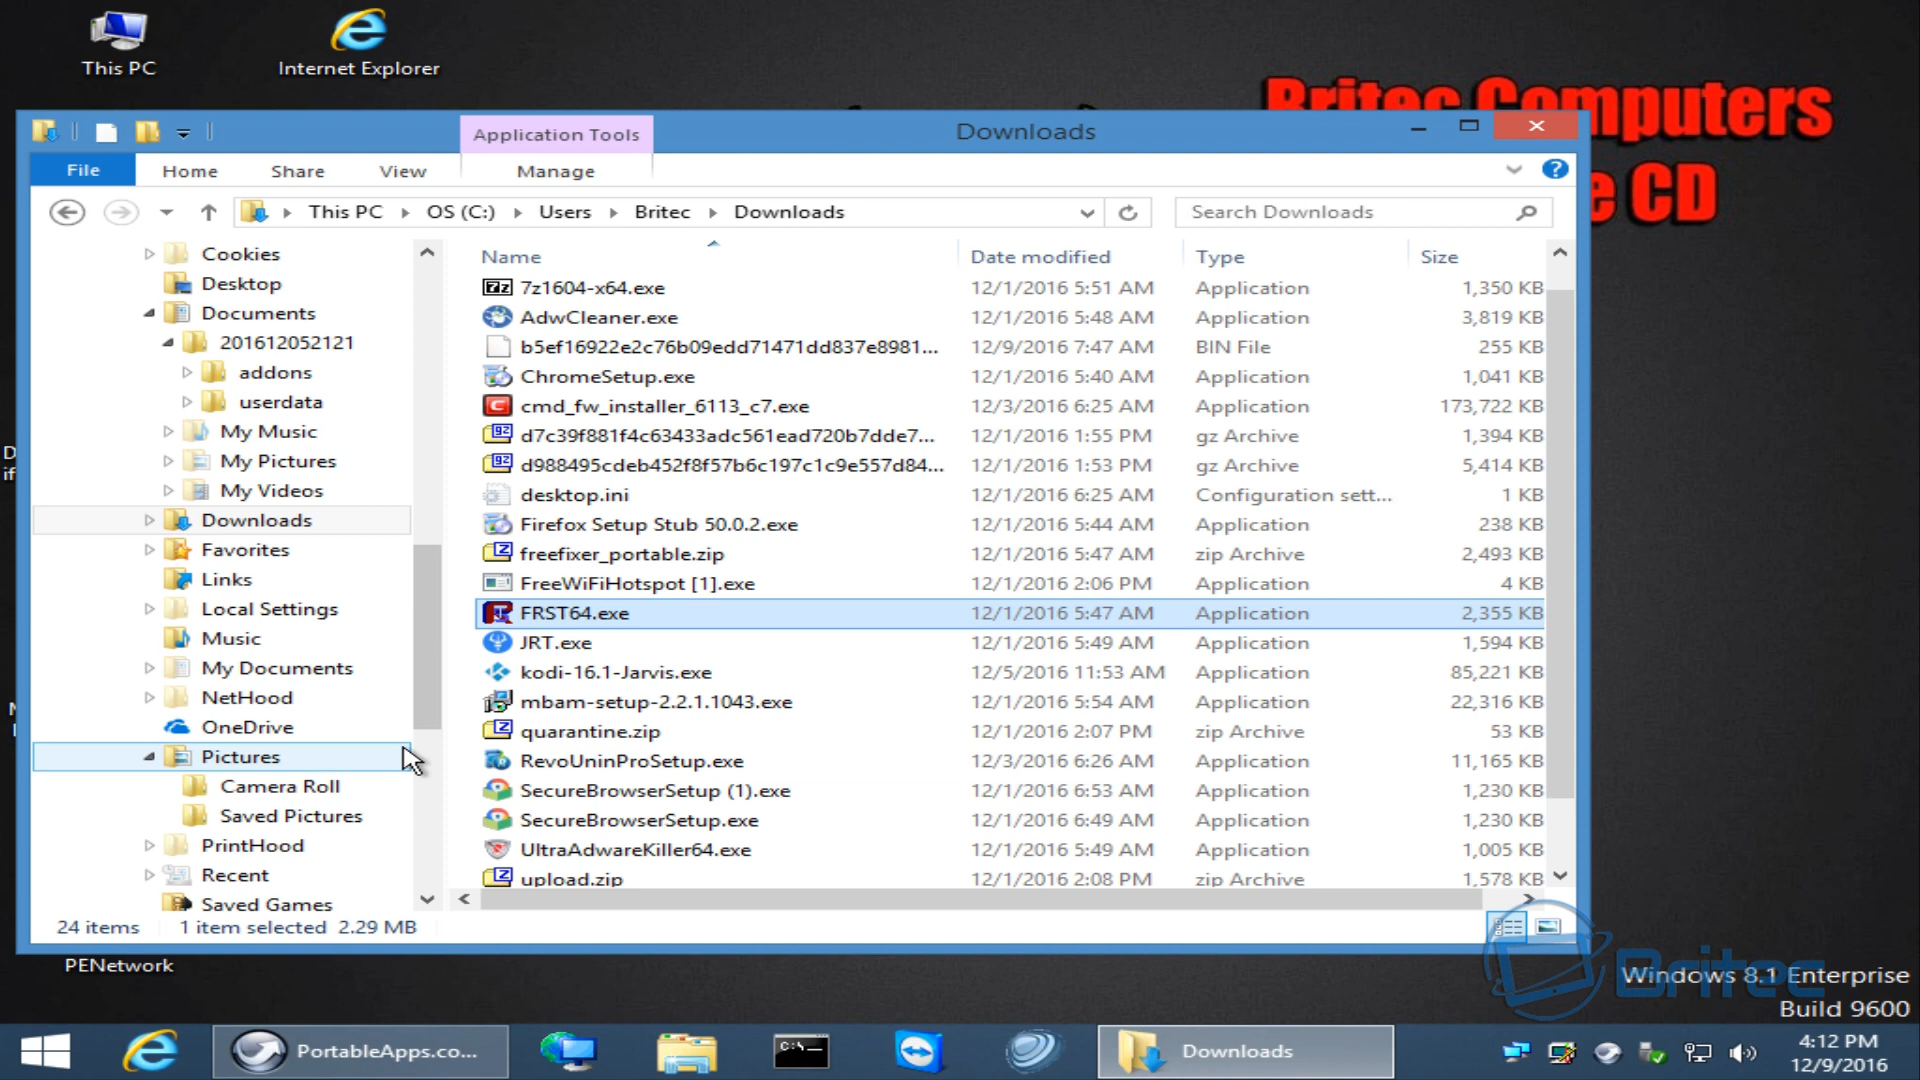 This PC
Internet Explorer
Britec Computers
e CD
Application Tools
Downloads
File
Home
Share
View
Manage
This PC
OS (C:)
Users
Britec
Downloads
Search Downloads
Cookies
Desktop
Documents
201612052121
addons
userdata
My Music
My Pictures
My Videos
Downloads
Favorites
Links
Local Settings
Music
My Documents
NetHood
OneDrive
Pictures
Camera Roll
Saved Pictures
PrintHood
Recent
Saved Games
Name Date modified Type Size
7z1604-x64.exe 12/1/2016 5:51 AM Application 1,350 KB
AdwCleaner.exe 12/1/2016 5:48 AM Application 3,819 KB
b5ef16922e2c76b09edd71471dd837e8981... 12/9/2016 7:47 AM BIN File 255 KB
ChromeSetup.exe 12/1/2016 5:40 AM Application 1,041 KB
cmd_fw_installer_6113_c7.exe 12/3/2016 6:25 AM Application 173,722 KB
d7c39f881f4c63433adc561ead720b7dde7... 12/1/2016 1:55 PM gz Archive 1,394 KB
d988495cdeb452f8f57b6c197c1c9e557d84... 12/1/2016 1:53 PM gz Archive 5,414 KB
desktop.ini 12/1/2016 6:25 AM Configuration sett... 1 KB
Firefox Setup Stub 50.0.2.exe 12/1/2016 5:44 AM Application 238 KB
freefixer_portable.zip 12/1/2016 5:47 AM zip Archive 2,493 KB
FreeWiFiHotspot [1].exe 12/1/2016 2:06 PM Application 4 KB
FRST64.exe 12/1/2016 5:47 AM Application 2,355 KB
JRT.exe 12/1/2016 5:49 AM Application 1,594 KB
kodi-16.1-Jarvis.exe 12/5/2016 11:53 AM Application 85,221 KB
mbam-setup-2.2.1.1043.exe 12/1/2016 5:54 AM Application 22,316 KB
quarantine.zip 12/1/2016 2:07 PM zip Archive 53 KB
RevoUninProSetup.exe 12/3/2016 6:26 AM Application 11,165 KB
SecureBrowserSetup (1).exe 12/1/2016 6:53 AM Application 1,230 KB
SecureBrowserSetup.exe 12/1/2016 6:49 AM Application 1,230 KB
UltraAdwareKiller64.exe 12/1/2016 5:49 AM Application 1,005 KB
upload.zip 12/1/2016 2:08 PM zip Archive 1,578 KB
24 items 1 item selected 2.29 MB
PENetwork
Britec
Windows 8.1 Enterprise
Build 9600
PortableApps.co...
C:\
Downloads
4:12 PM
12/9/2016